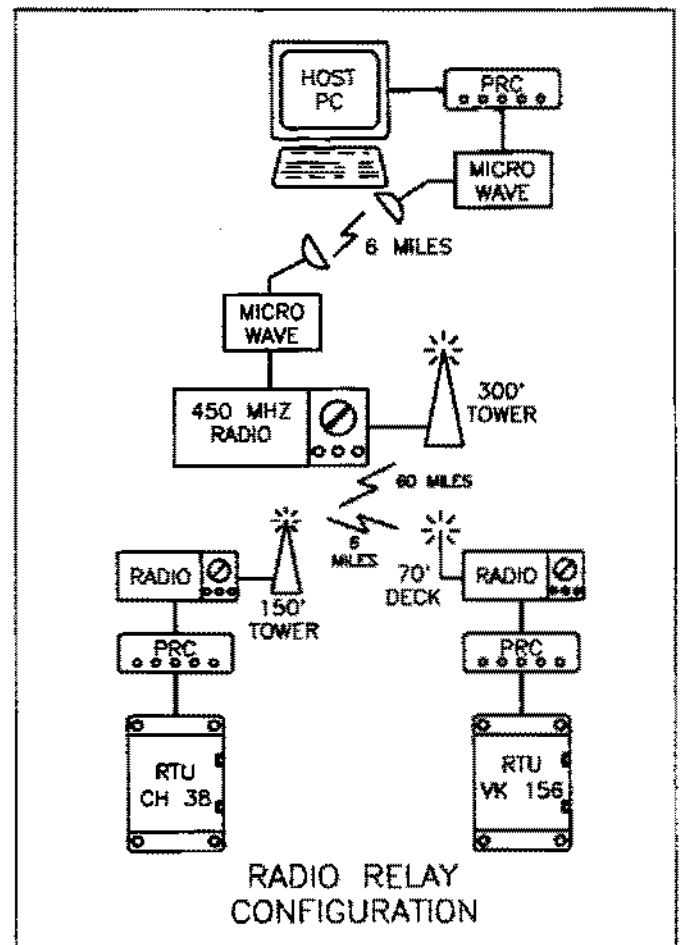 HOST
PC
PRC
MICRO
WAVE
6 MILES
MICRO
WAVE
450 MHZ
RADIO
300'
TOWER
60 MILES
6
MILES
RADIO
150'
TOWER
70'
DECK
RADIO
PRC
PRC
RTU
CH 38
RTU
VK 156
RADIO RELAY
CONFIGURATION